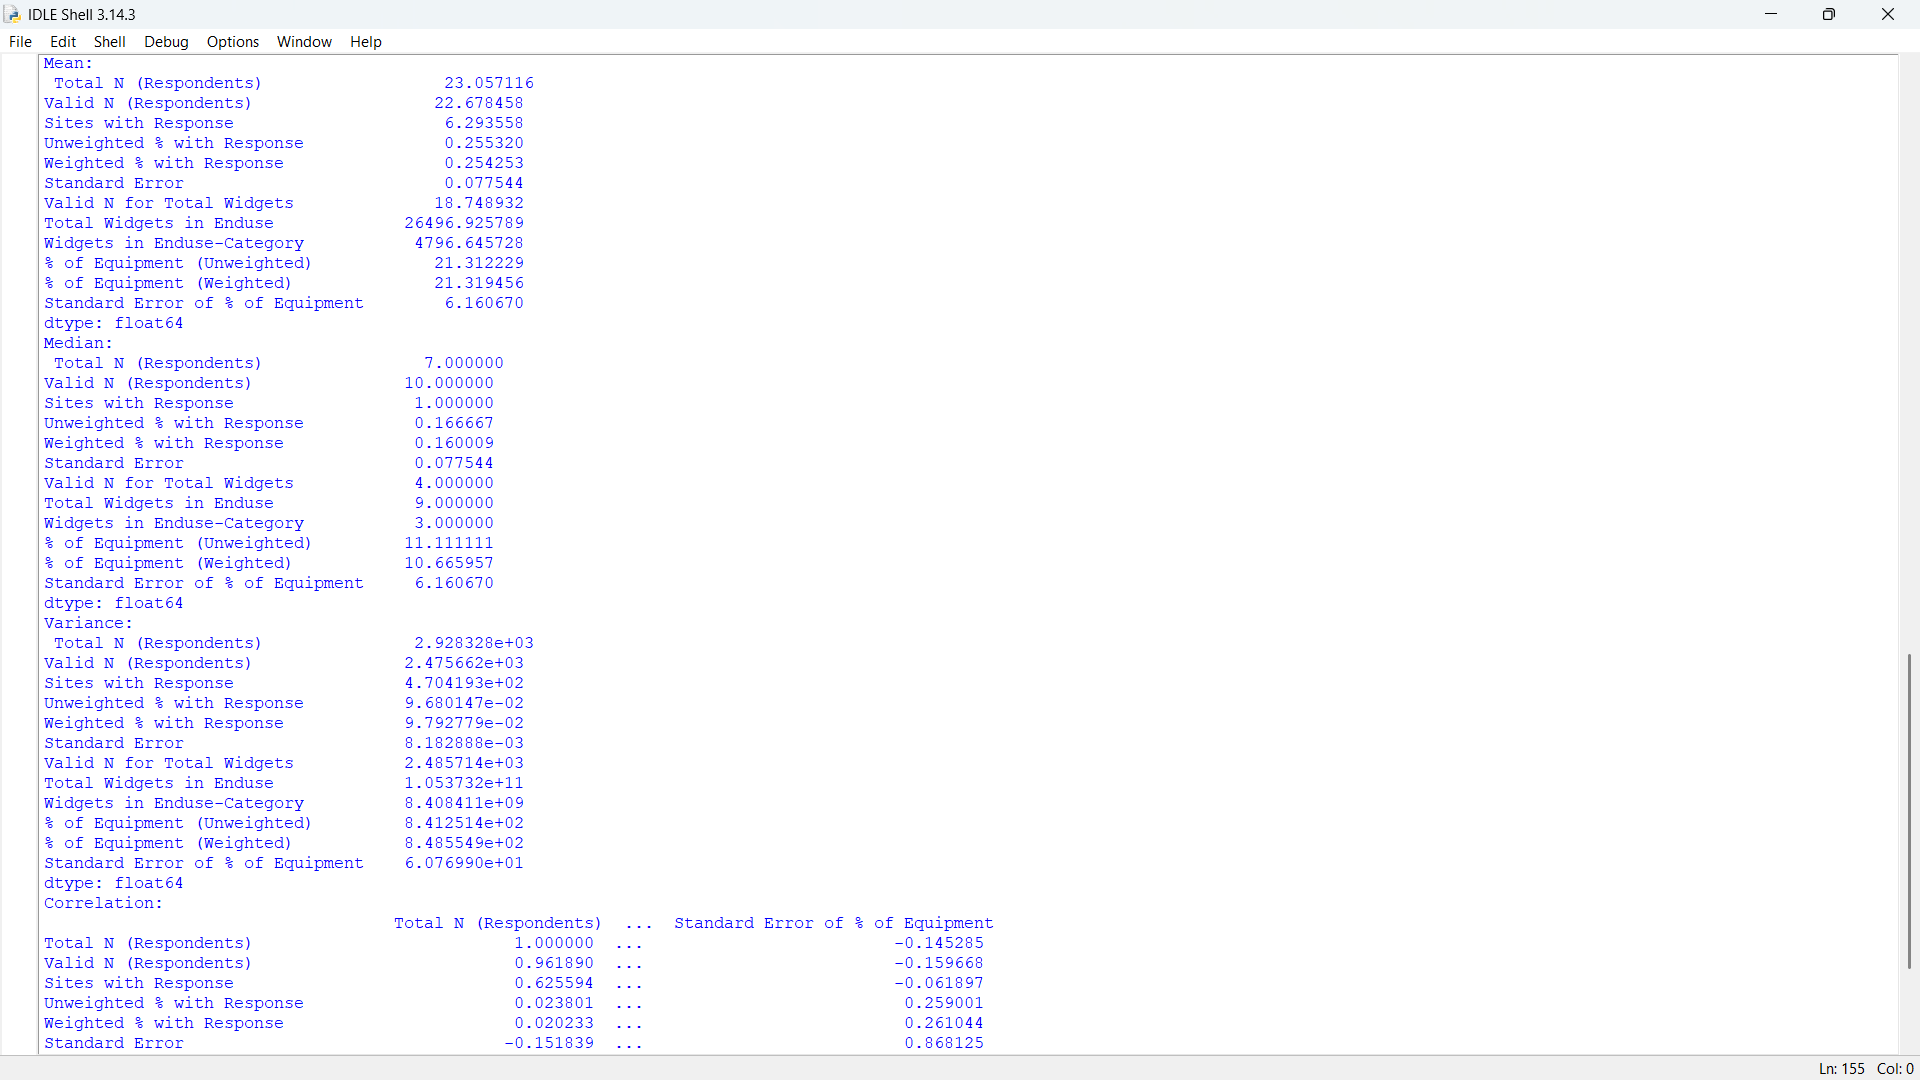 IDLE Shell 3.14.3
File Edit Shell Debug Options Window Help
Mean:
 Total N (Respondents)                  23.057116
Valid N (Respondents)                  22.678458
Sites with Response                     6.293558
Unweighted % with Response              0.255320
Weighted % with Response                0.254253
Standard Error                          0.077544
Valid N for Total Widgets              18.748932
Total Widgets in Enduse             26496.925789
Widgets in Enduse-Category           4796.645728
% of Equipment (Unweighted)            21.312229
% of Equipment (Weighted)              21.319456
Standard Error of % of Equipment        6.160670
dtype: float64
Median:
 Total N (Respondents)                7.000000
Valid N (Respondents)               10.000000
Sites with Response                  1.000000
Unweighted % with Response           0.166667
Weighted % with Response             0.160009
Standard Error                       0.077544
Valid N for Total Widgets            4.000000
Total Widgets in Enduse              9.000000
Widgets in Enduse-Category           3.000000
% of Equipment (Unweighted)         11.111111
% of Equipment (Weighted)           10.665957
Standard Error of % of Equipment     6.160670
dtype: float64
Variance:
 Total N (Respondents)               2.928328e+03
Valid N (Respondents)               2.475662e+03
Sites with Response                 4.704193e+02
Unweighted % with Response          9.680147e-02
Weighted % with Response            9.792779e-02
Standard Error                      8.182888e-03
Valid N for Total Widgets           2.485714e+03
Total Widgets in Enduse             1.053732e+11
Widgets in Enduse-Category          8.408411e+09
% of Equipment (Unweighted)         8.412514e+02
% of Equipment (Weighted)           8.485549e+02
Standard Error of % of Equipment    6.076990e+01
dtype: float64
Correlation:
                                   Total N (Respondents)  ...  Standard Error of % of Equipment
Total N (Respondents)                          1.000000  ...                         -0.145285
Valid N (Respondents)                          0.961890  ...                         -0.159668
Sites with Response                            0.625594  ...                         -0.061897
Unweighted % with Response                     0.023801  ...                          0.259001
Weighted % with Response                       0.020233  ...                          0.261044
Standard Error                                -0.151839  ...                          0.868125
Ln: 155 Col: 0